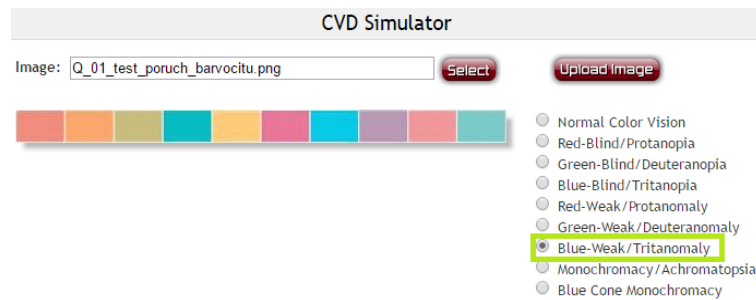 CVD Simulator
Image: Q_01_test_poruch_barvocitu.png Select Upload Image
Normal Color Vision
Red-Blind/Protanopia
Green-Blind/Deuteranopia
Blue-Blind/Tritanopia
Red-Weak/Protanomaly
Green-Weak/Deuteranomaly
Blue-Weak/Tritanomaly
Monochromacy/Achromatopsia
Blue Cone Monochromacy